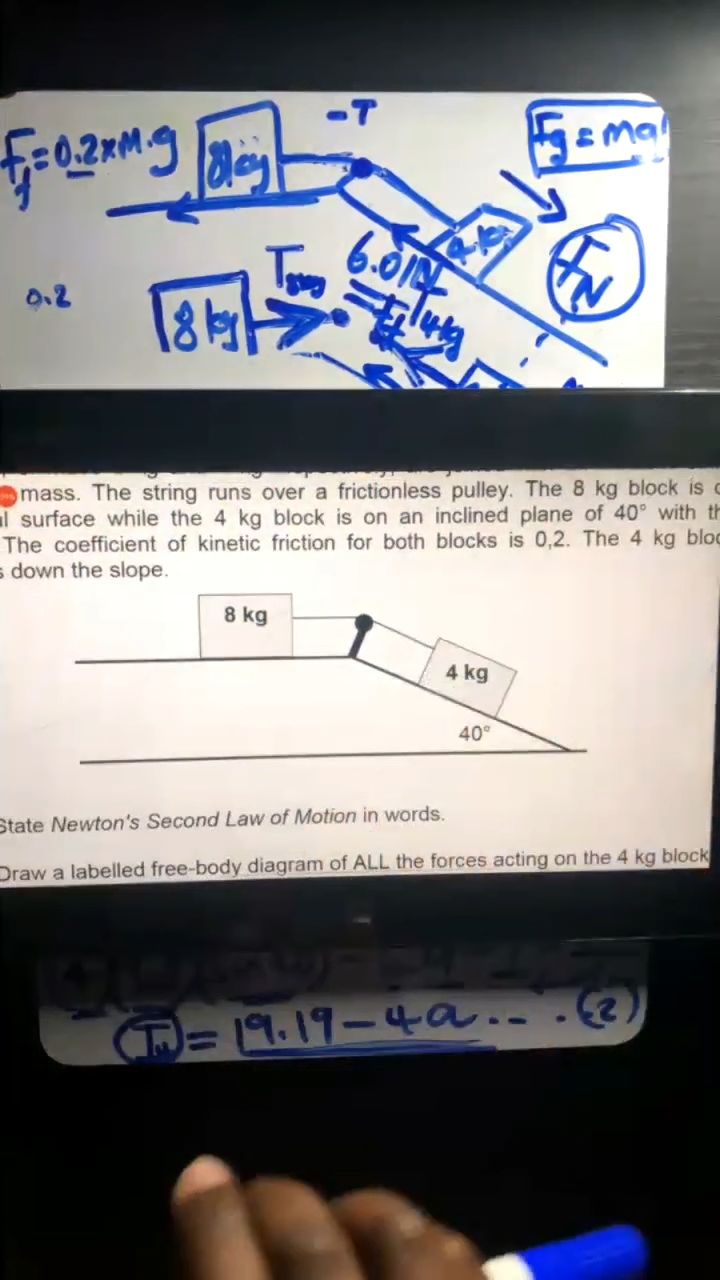 -T
Fg = mg
Ff = 0.2 x M.g
8kg
4kg
FN
0.2
8 kg
T8kg
6.01N
= Ff
T4kg
mass. The string runs over a frictionless pulley. The 8 kg block is
surface while the 4 kg block is on an inclined plane of 40° with
The coefficient of kinetic friction for both blocks is 0,2. The 4 kg
down the slope.
8 kg
4 kg
40°
State Newton's Second Law of Motion in words.
Draw a labelled free-body diagram of ALL the forces acting on the 4 kg block
= 19.19 - 4a ... . (2)